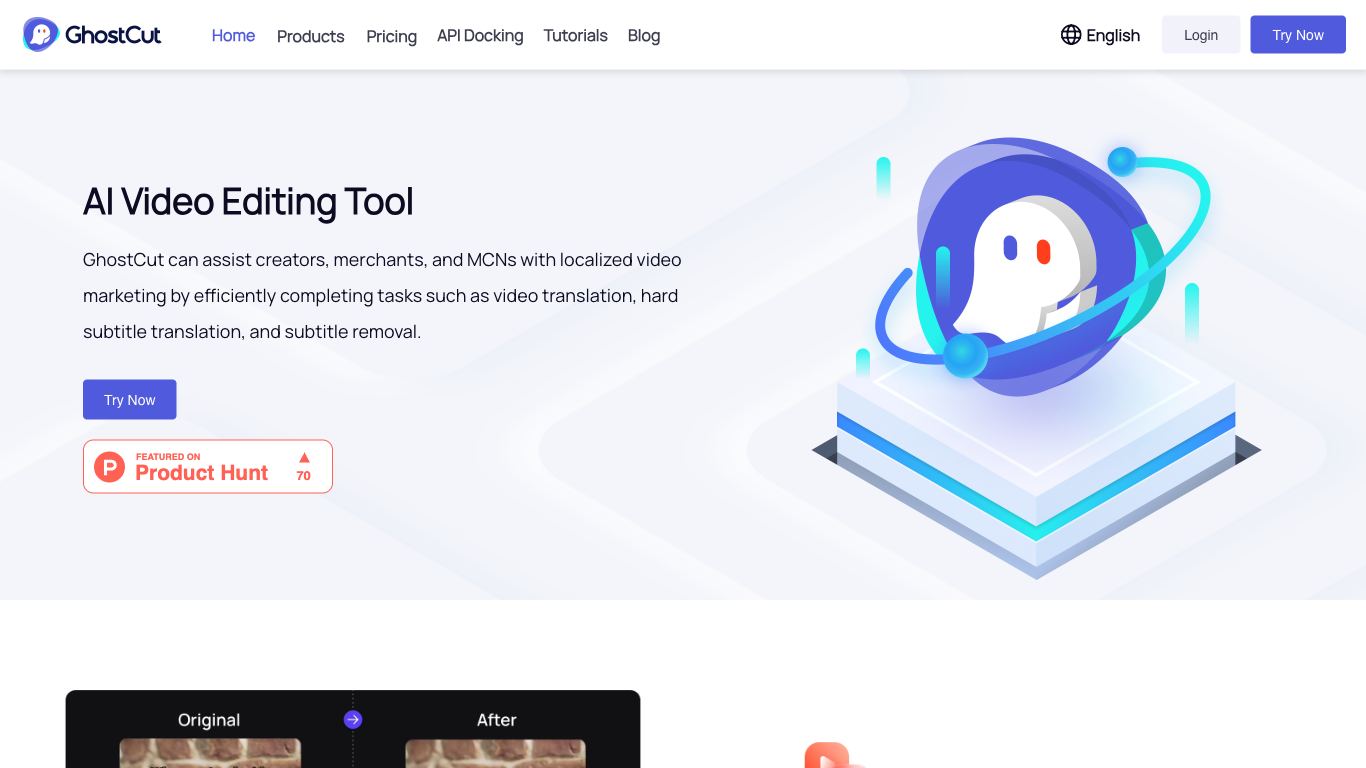 GhostCut
Home
Products
Pricing
API Docking
Tutorials
Blog
English
Login
Try Now
AI Video Editing Tool
GhostCut can assist creators, merchants, and MCNs with localized video
marketing by efficiently completing tasks such as video translation, hard
subtitle translation, and subtitle removal.
Try Now
P
FEATURED ON
Product Hunt
70
Original
After